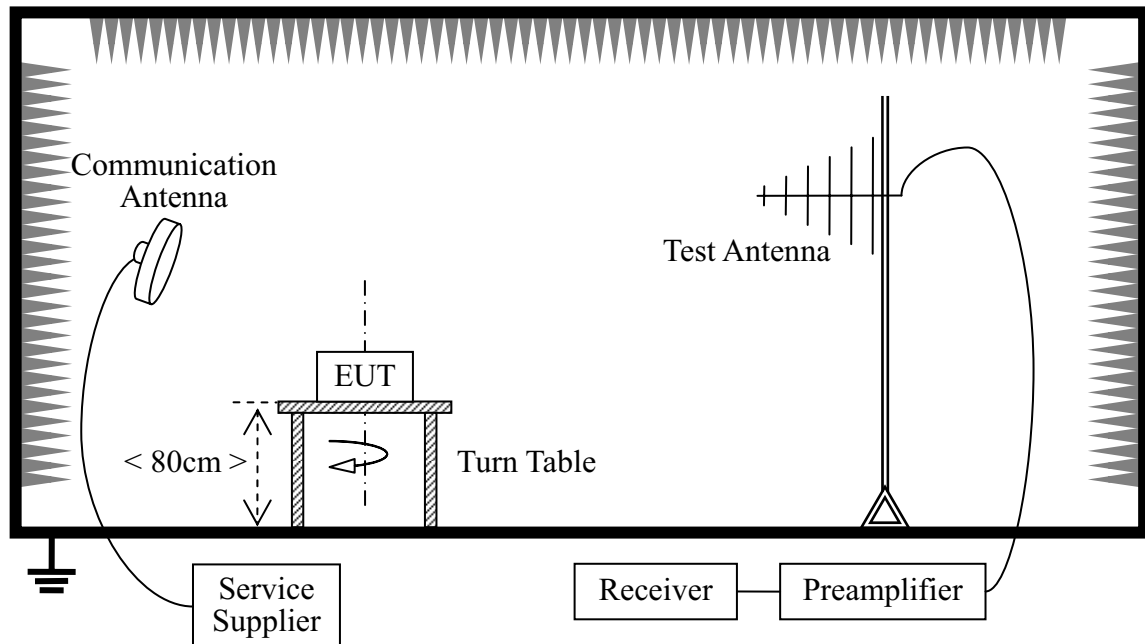 Communication
Antenna
Test Antenna
EUT
< 80cm >
Turn Table
Service
Supplier
Receiver
Preamplifier